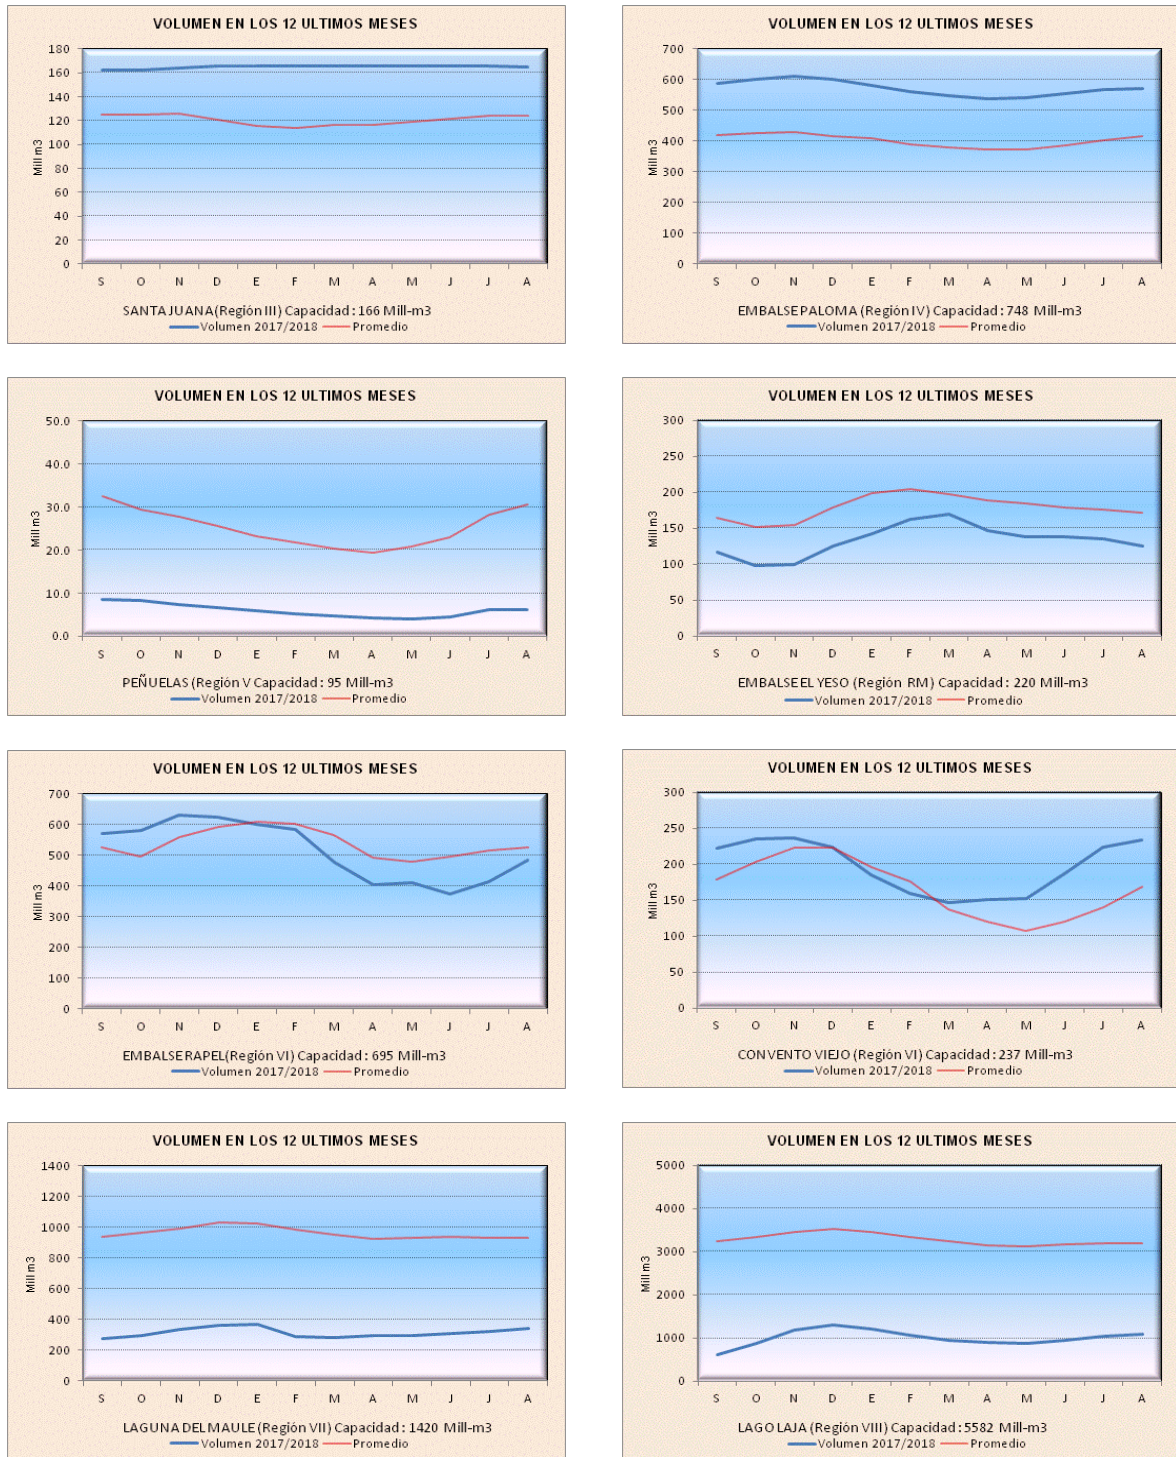 VOLUMEN EN LOS 12 ULTIMOS MESES
180
160
140
120
100
80
60
40
20
0
Mill m3
S O N D E F M A M J J A
SANTA JUANA (Región III) Capacidad : 166 Mill-m3
Volumen 2017/2018 Promedio
VOLUMEN EN LOS 12 ULTIMOS MESES
700
600
500
400
300
200
100
0
Mill m3
S O N D E F M A M J J A
EMBALSE PALOMA (Región IV) Capacidad : 748 Mill-m3
Volumen 2017/2018 Promedio
VOLUMEN EN LOS 12 ULTIMOS MESES
50.0
40.0
30.0
20.0
10.0
0.0
Mill m3
S O N D E F M A M J J A
PEÑUELAS (Región V Capacidad : 95 Mill-m3
Volumen 2017/2018 Promedio
VOLUMEN EN LOS 12 ULTIMOS MESES
300
250
200
150
100
50
0
Mill m3
S O N D E F M A M J J A
EMBALSE EL YESO (Región RM) Capacidad : 220 Mill-m3
Volumen 2017/2018 Promedio
VOLUMEN EN LOS 12 ULTIMOS MESES
700
600
500
400
300
200
100
0
Mill m3
S O N D E F M A M J J A
EMBALSE RAPEL (Región VI) Capacidad : 695 Mill-m3
Volumen 2017/2018 Promedio
VOLUMEN EN LOS 12 ULTIMOS MESES
300
250
200
150
100
50
0
Mill m3
S O N D E F M A M J J A
CONVENTO VIEJO (Región VI) Capacidad : 237 Mill-m3
Volumen 2017/2018 Promedio
VOLUMEN EN LOS 12 ULTIMOS MESES
1400
1200
1000
800
600
400
200
0
Mill m3
S O N D E F M A M J J A
LAGUNA DEL MAULE (Región VII) Capacidad : 1420 Mill-m3
Volumen 2017/2018 Promedio
VOLUMEN EN LOS 12 ULTIMOS MESES
5000
4000
3000
2000
1000
0
Mill m3
S O N D E F M A M J J A
LAGO LAJA (Región VIII) Capacidad : 5582 Mill-m3
Volumen 2017/2018 Promedio